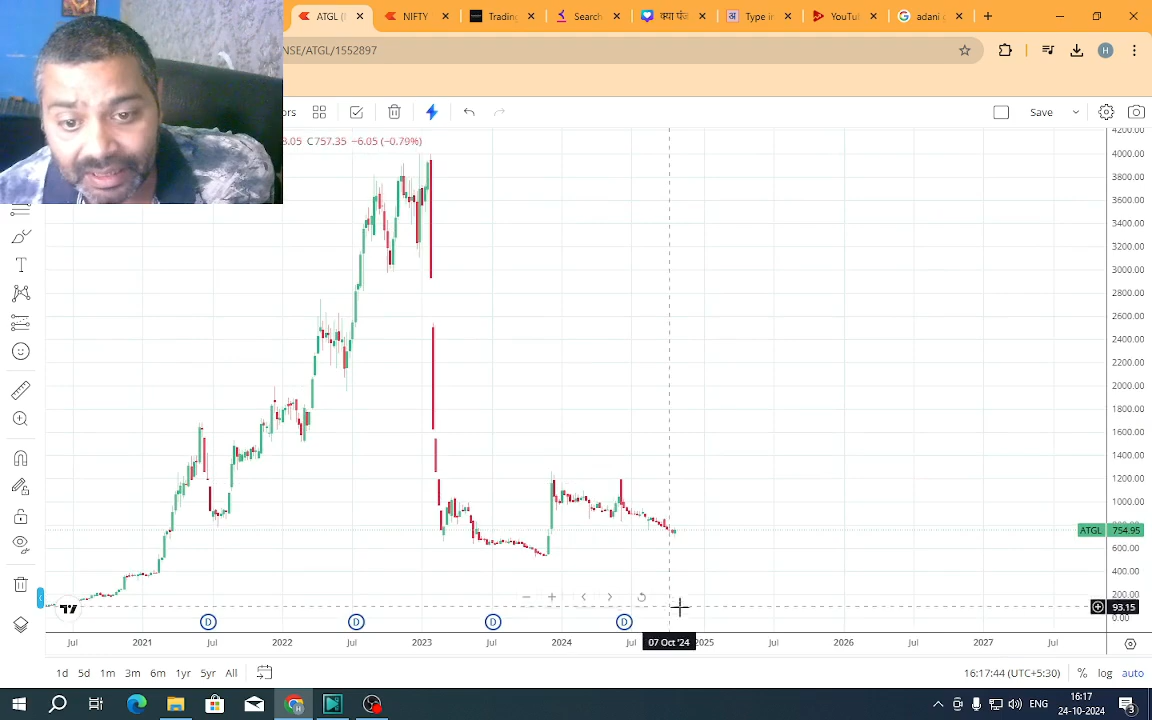 ATGL (
NIFTY
Tradin
Search
क्या पंज
Type i
YouTu
adani
NSE/ATGL/1552897
ors
Save
3.05 C757.35 −6.05 (−0.79%)
4200.00
4000.00
3800.00
3600.00
3400.00
3200.00
3000.00
2800.00
2600.00
2400.00
2200.00
2000.00
1800.00
1600.00
1400.00
1200.00
1000.00
ATGL 754.95
600.00
400.00
200.00
93.15
0.00
D D D D
Jul 2021 Jul 2022 Jul 2023 Jul 2024 Jul 07 Oct '24 2025 Jul 2026 Jul 2027 Jul
1d 5d 1m 3m 6m 1yr 5yr All
16:17:44 (UTC+5:30) % log auto
ENG
16:17
24-10-2024
3